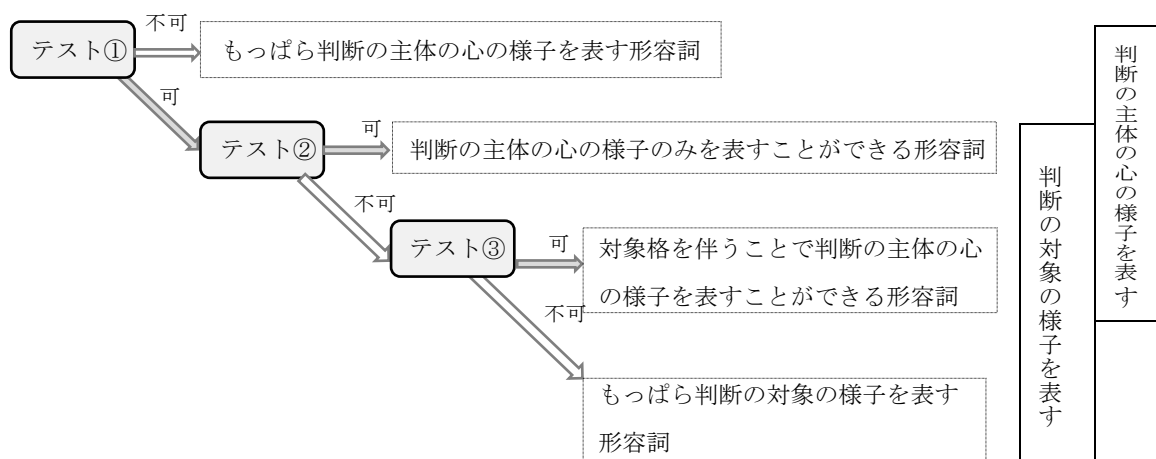 不可
テスト①
もっぱら判断の主体の心の様子を表す形容詞
可
テスト②
可
判断の主体の心の様子のみを表すことができる形容詞
不可
テスト③
可
対象格を伴うことで判断の主体の心
の様子を表すことができる形容詞
不可
もっぱら判断の対象の様子を表す
形容詞
判断の主体の心の様子を表す
判断の対象の様子を表す